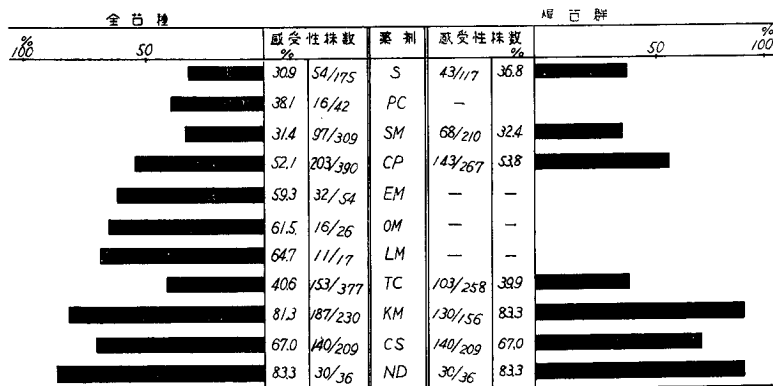 全菌種 桿菌群
% 感受性株数 薬剤 感受性株数 %
100 50 % % 50 100
30.9 54/175 S 43/117 36.8
38.1 16/42 PC —
31.4 97/309 SM 68/210 32.4
52.1 203/390 CP 143/267 53.8
59.3 32/54 EM — —
61.5 16/26 OM — —
64.7 11/17 LM — —
40.6 153/377 TC 103/258 39.9
81.3 187/230 KM 130/156 83.3
67.0 140/209 CS 140/209 67.0
83.3 30/36 ND 30/36 83.3